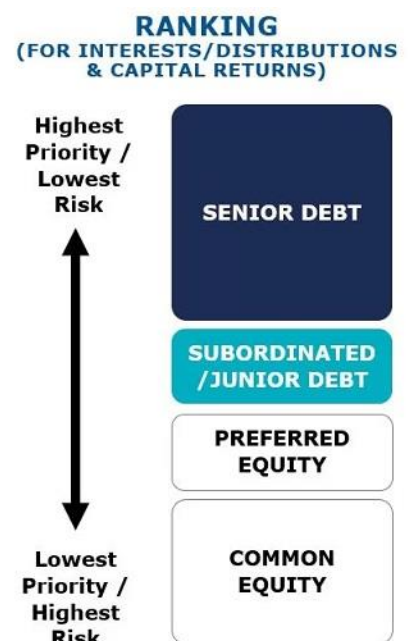 RANKING
(FOR INTERESTS/DISTRIBUTIONS
& CAPITAL RETURNS)
Highest
Priority /
Lowest
Risk
SENIOR DEBT
SUBORDINATED
/JUNIOR DEBT
PREFERRED
EQUITY
COMMON
EQUITY
Lowest
Priority /
Highest
Risk